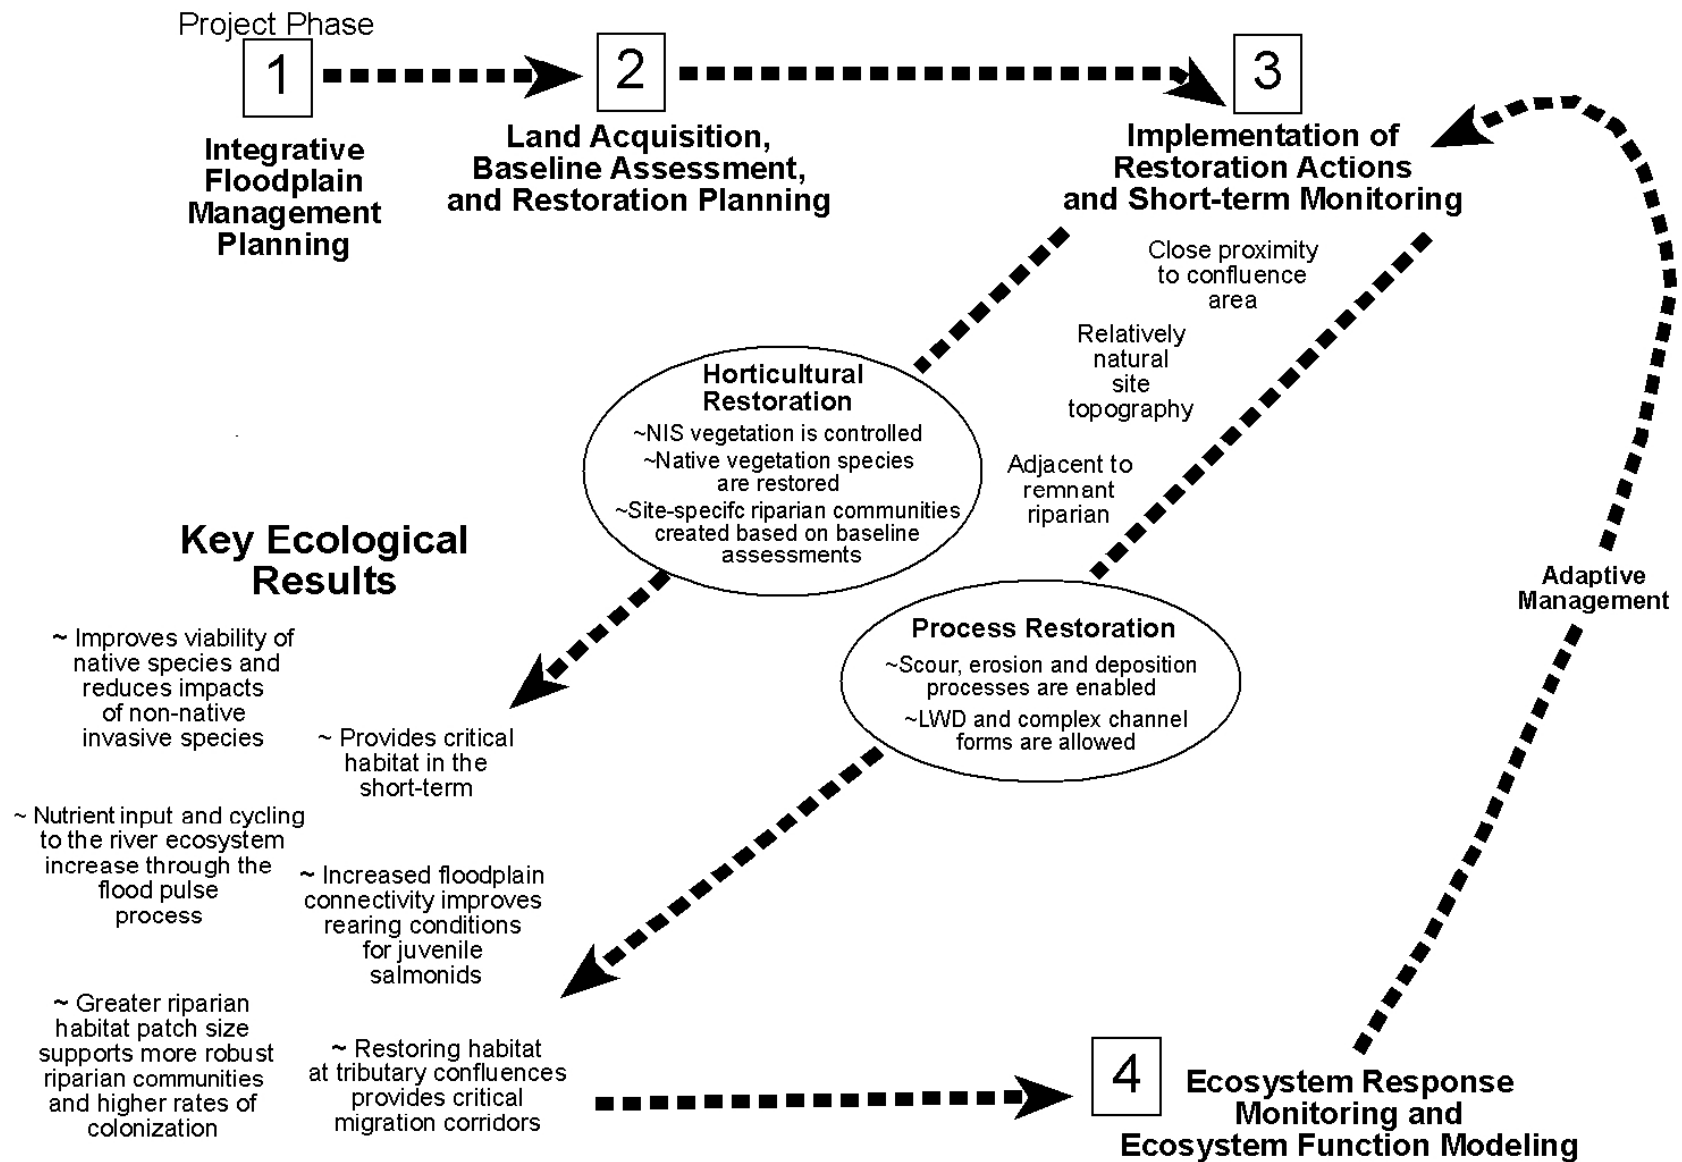 Project Phase
1
Integrative
Floodplain
Management
Planning
2
Land Acquisition,
Baseline Assessment,
and Restoration Planning
3
Implementation of
Restoration Actions
and Short-term Monitoring
Close proximity
to confluence
area
Relatively
natural
site
topography
Adjacent to
remnant
riparian
Horticultural
Restoration
~NIS vegetation is controlled
~Native vegetation species
are restored
~Site-specifc riparian communities
created based on baseline
assessments
Process Restoration
~Scour, erosion and deposition
processes are enabled
~LWD and complex channel
forms are allowed
Adaptive
Management
Key Ecological
Results
~ Improves viability of
native species and
reduces impacts
of non-native
invasive species
~ Provides critical
habitat in the
short-term
~ Nutrient input and cycling
to the river ecosystem
increase through the
flood pulse
process
~ Increased floodplain
connectivity improves
rearing conditions
for juvenile
salmonids
~ Greater riparian
habitat patch size
supports more robust
riparian communities
and higher rates of
colonization
~ Restoring habitat
at tributary confluences
provides critical
migration corridors
4
Ecosystem Response
Monitoring and
Ecosystem Function Modeling